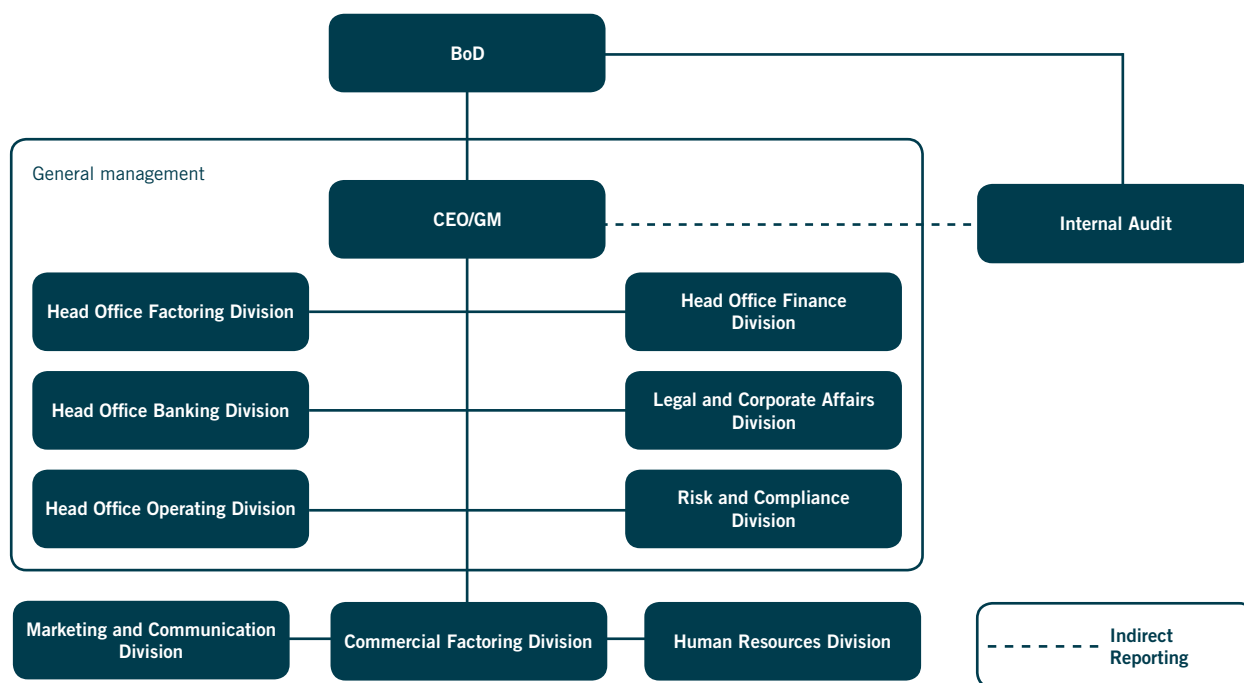 BoD
General management
CEO/GM
Internal Audit
Head Office Factoring Division
Head Office Finance
Division
Head Office Banking Division
Legal and Corporate Affairs
Division
Head Office Operating Division
Risk and Compliance
Division
Marketing and Communication
Division
Commercial Factoring Division
Human Resources Division
Indirect
Reporting